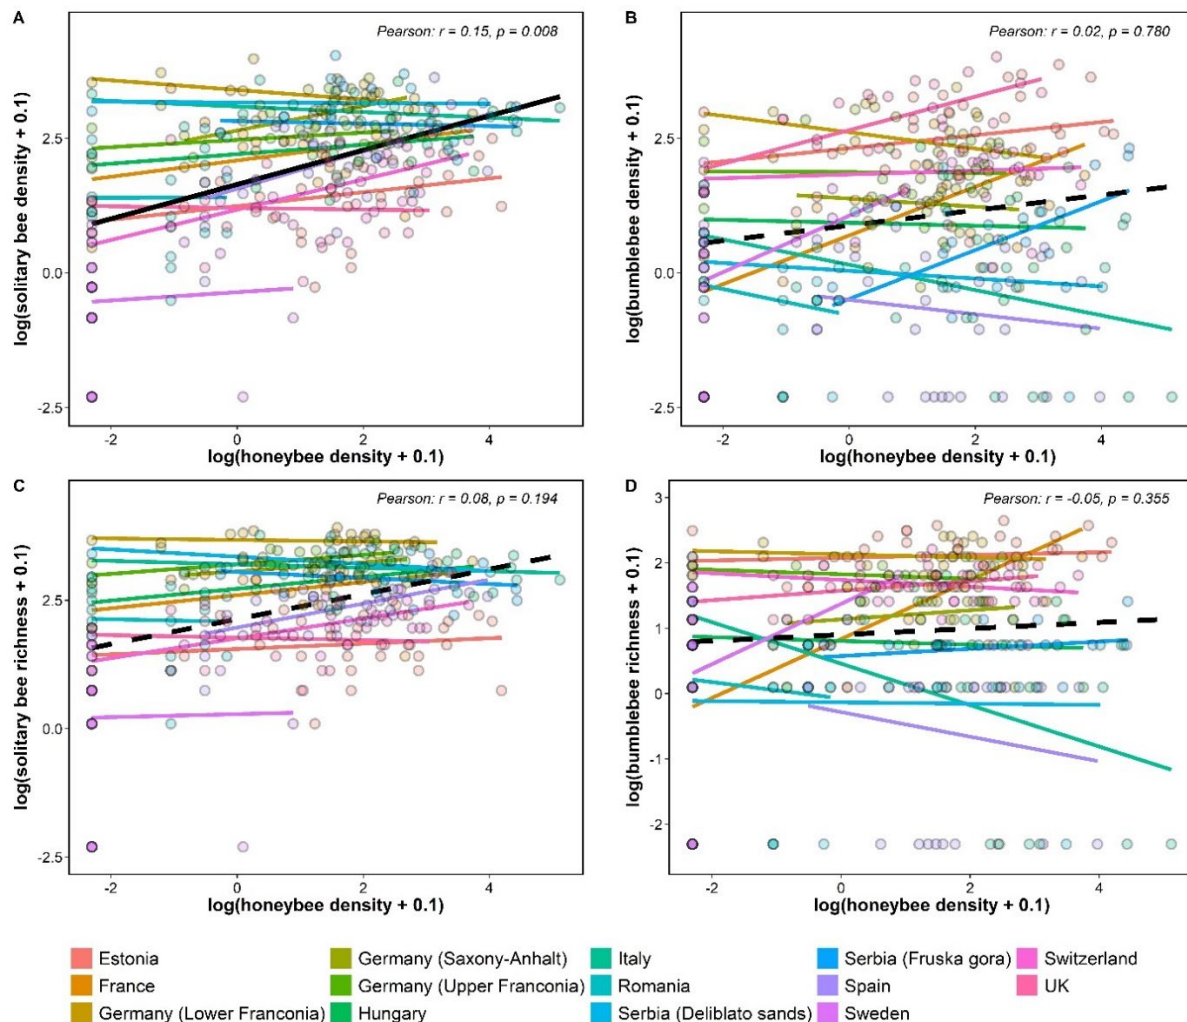 A
Pearson: r = 0.15, p = 0.008
log(solitary bee density + 0.1)
2.5
0.0
-2.5
-2
0
2
4
log(honeybee density + 0.1)
B
Pearson: r = 0.02, p = 0.780
log(bumblebee density + 0.1)
2.5
0.0
-2.5
-2
0
2
4
log(honeybee density + 0.1)
C
Pearson: r = 0.08, p = 0.194
log(solitary bee richness + 0.1)
2.5
0.0
-2.5
-2
0
2
4
log(honeybee density + 0.1)
D
Pearson: r = -0.05, p = 0.355
log(bumblebee richness + 0.1)
3
2
1
0
-1
-2
-2
0
2
4
log(honeybee density + 0.1)
Estonia
France
Germany (Lower Franconia)
Germany (Saxony-Anhalt)
Germany (Upper Franconia)
Hungary
Italy
Romania
Serbia (Deliblato sands)
Serbia (Fruska gora)
Spain
Sweden
Switzerland
UK